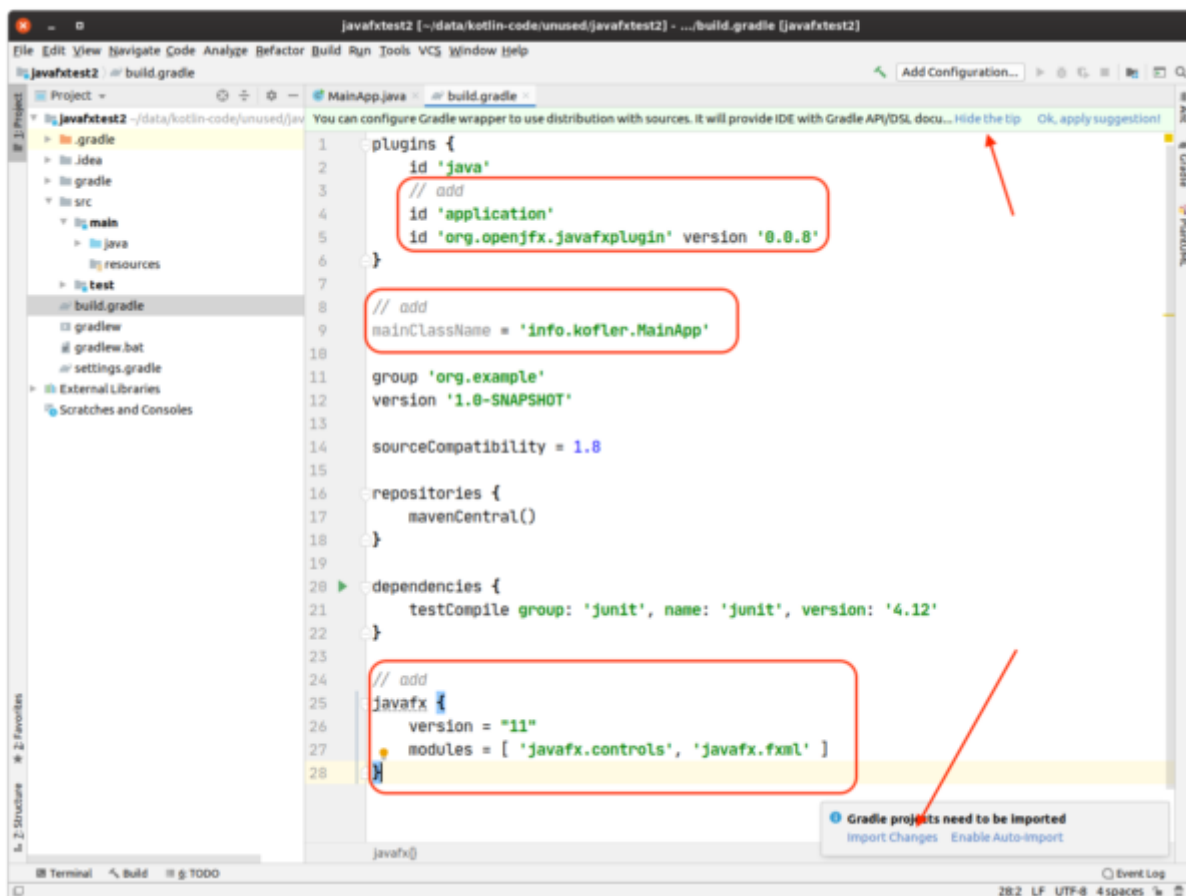 javafxtest2 [~/data/kotlin-code/unused/javafxtest2] - .../build.gradle [javafxtest2]
File Edit View Navigate Code Analyze Refactor Build Run Tools VCS Window Help
javafxtest2 build.gradle
Add Configuration...
Project
MainApp.java
build.gradle
1: Project
javafxtest2 ~/data/kotlin-code/unused/jav
.gradle
.idea
gradle
src
main
java
resources
test
build.gradle
gradlew
gradlew.bat
settings.gradle
External Libraries
Scratches and Consoles
You can configure Gradle wrapper to use distribution with sources. It will provide IDE with Gradle API/DSL docu... Hide the tip Ok, apply suggestion!
1 plugins {
2 id 'java'
3 // add
4 id 'application'
5 id 'org.openjfx.javafxplugin' version '0.0.8'
6 }
7
8 // add
9 mainClassName = 'info.kofler.MainApp'
10
11 group 'org.example'
12 version '1.0-SNAPSHOT'
13
14 sourceCompatibility = 1.8
15
16 repositories {
17 mavenCentral()
18 }
19
20 dependencies {
21 testCompile group: 'junit', name: 'junit', version: '4.12'
22 }
23
24 // add
25 javafx {
26 version = "11"
27 modules = [ 'javafx.controls', 'javafx.fxml' ]
28 }
Gradle projects need to be imported
Import Changes Enable Auto-Import
javafx{}
Ant
Gradle
PlantUML
2: Favorites
Z: Structure
Terminal Build 6: TODO
Event Log
28:2 LF UTF-8 4 spaces